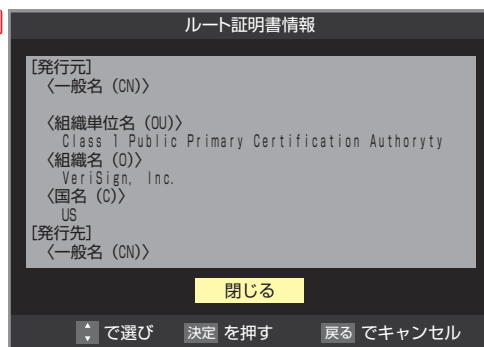 ルート証明書情報
[発行元]
〈一般名（CN）〉
〈組織単位名（OU）〉
Class 1 Public Primary Certification Authoryty
〈組織名（O）〉
VeriSign, Inc.
〈国名（C）〉
US
[発行先]
〈一般名（CN）〉
閉じる
で選び 決定 を押す 戻る でキャンセル